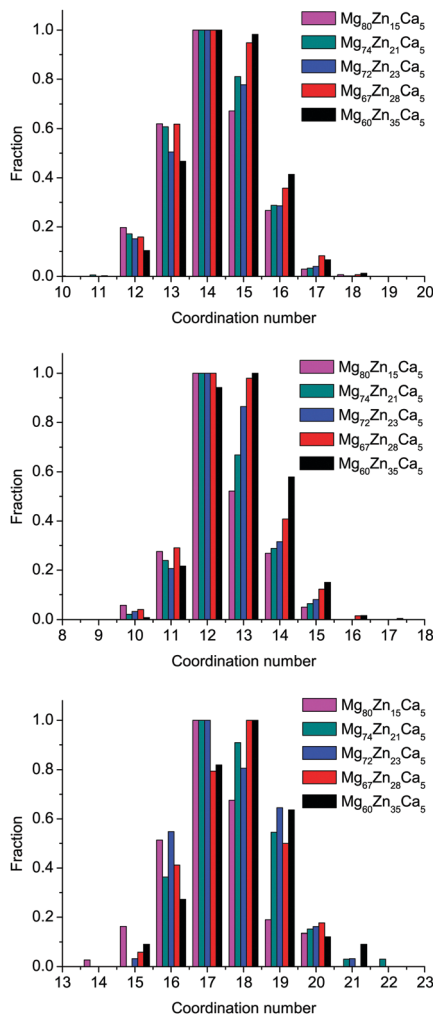 Fraction
1.0
0.8
0.6
0.4
0.2
0.0
Mg80Zn15Ca5
Mg74Zn21Ca5
Mg72Zn23Ca5
Mg67Zn28Ca5
Mg60Zn35Ca5
10 11 12 13 14 15 16 17 18 19 20
Coordination number
Fraction
1.0
0.8
0.6
0.4
0.2
0.0
Mg80Zn15Ca5
Mg74Zn21Ca5
Mg72Zn23Ca5
Mg67Zn28Ca5
Mg60Zn35Ca5
8 9 10 11 12 13 14 15 16 17 18
Coordination number
Fraction
1.0
0.8
0.6
0.4
0.2
0.0
Mg80Zn15Ca5
Mg74Zn21Ca5
Mg72Zn23Ca5
Mg67Zn28Ca5
Mg60Zn35Ca5
13 14 15 16 17 18 19 20 21 22 23
Coordination number